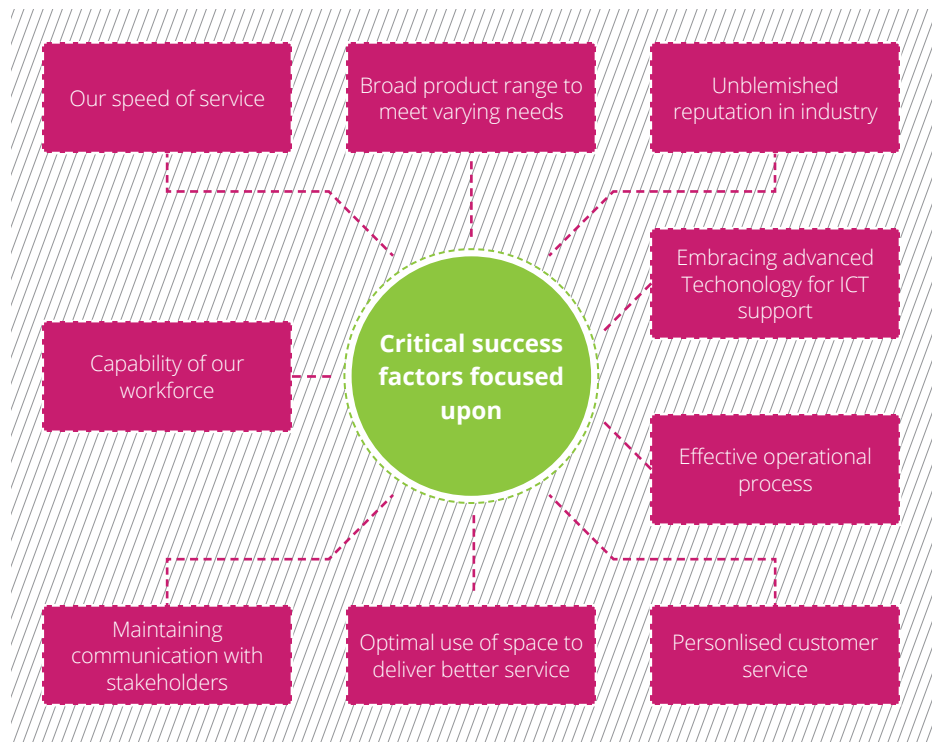 Our speed of service
Broad product range to
meet varying needs
Unblemished
reputation in industry
Embracing advanced
Techonology for ICT
support
Capability of our
workforce
Critical success
factors focused
upon
Effective operational
process
Maintaining
communication with
stakeholders
Optimal use of space to
deliver better service
Personlised customer
service